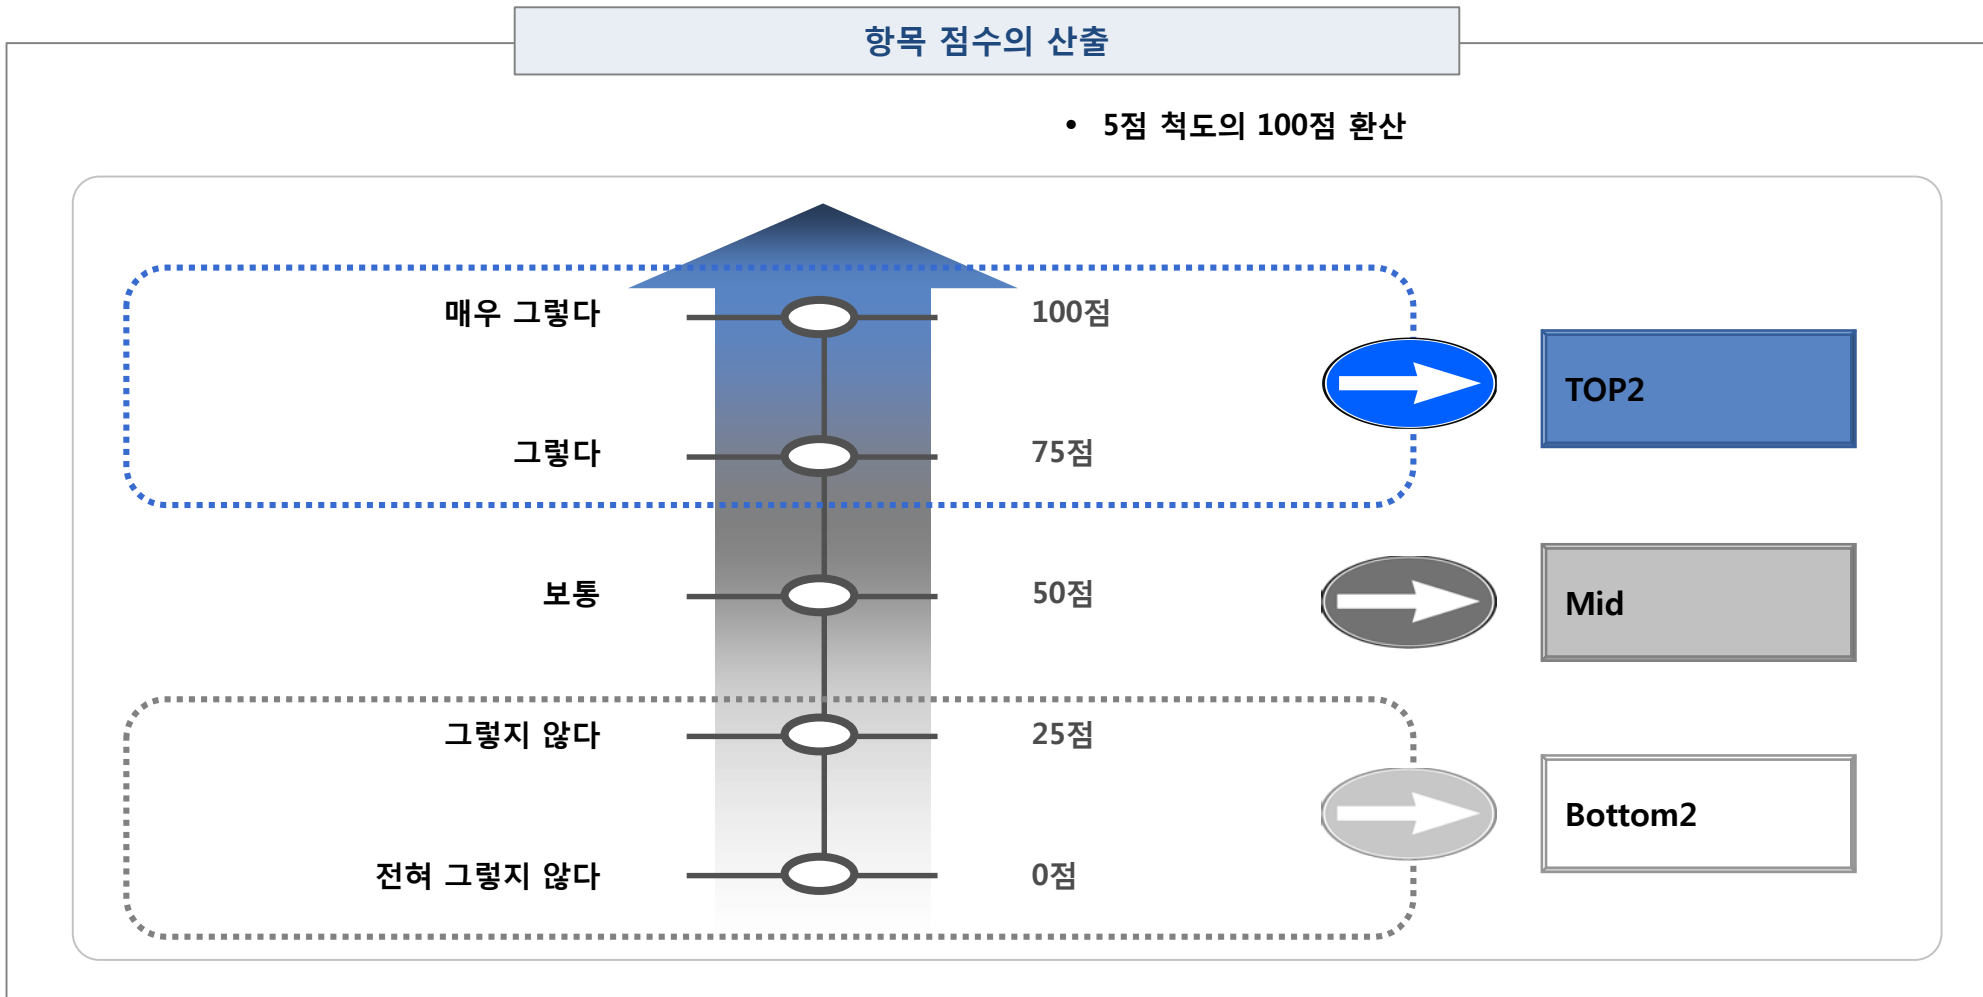 항목 점수의 산출
• 5점 척도의 100점 환산
매우 그렇다 100점
TOP2
그렇다 75점
보통 50점
Mid
그렇지 않다 25점
Bottom2
전혀 그렇지 않다 0점